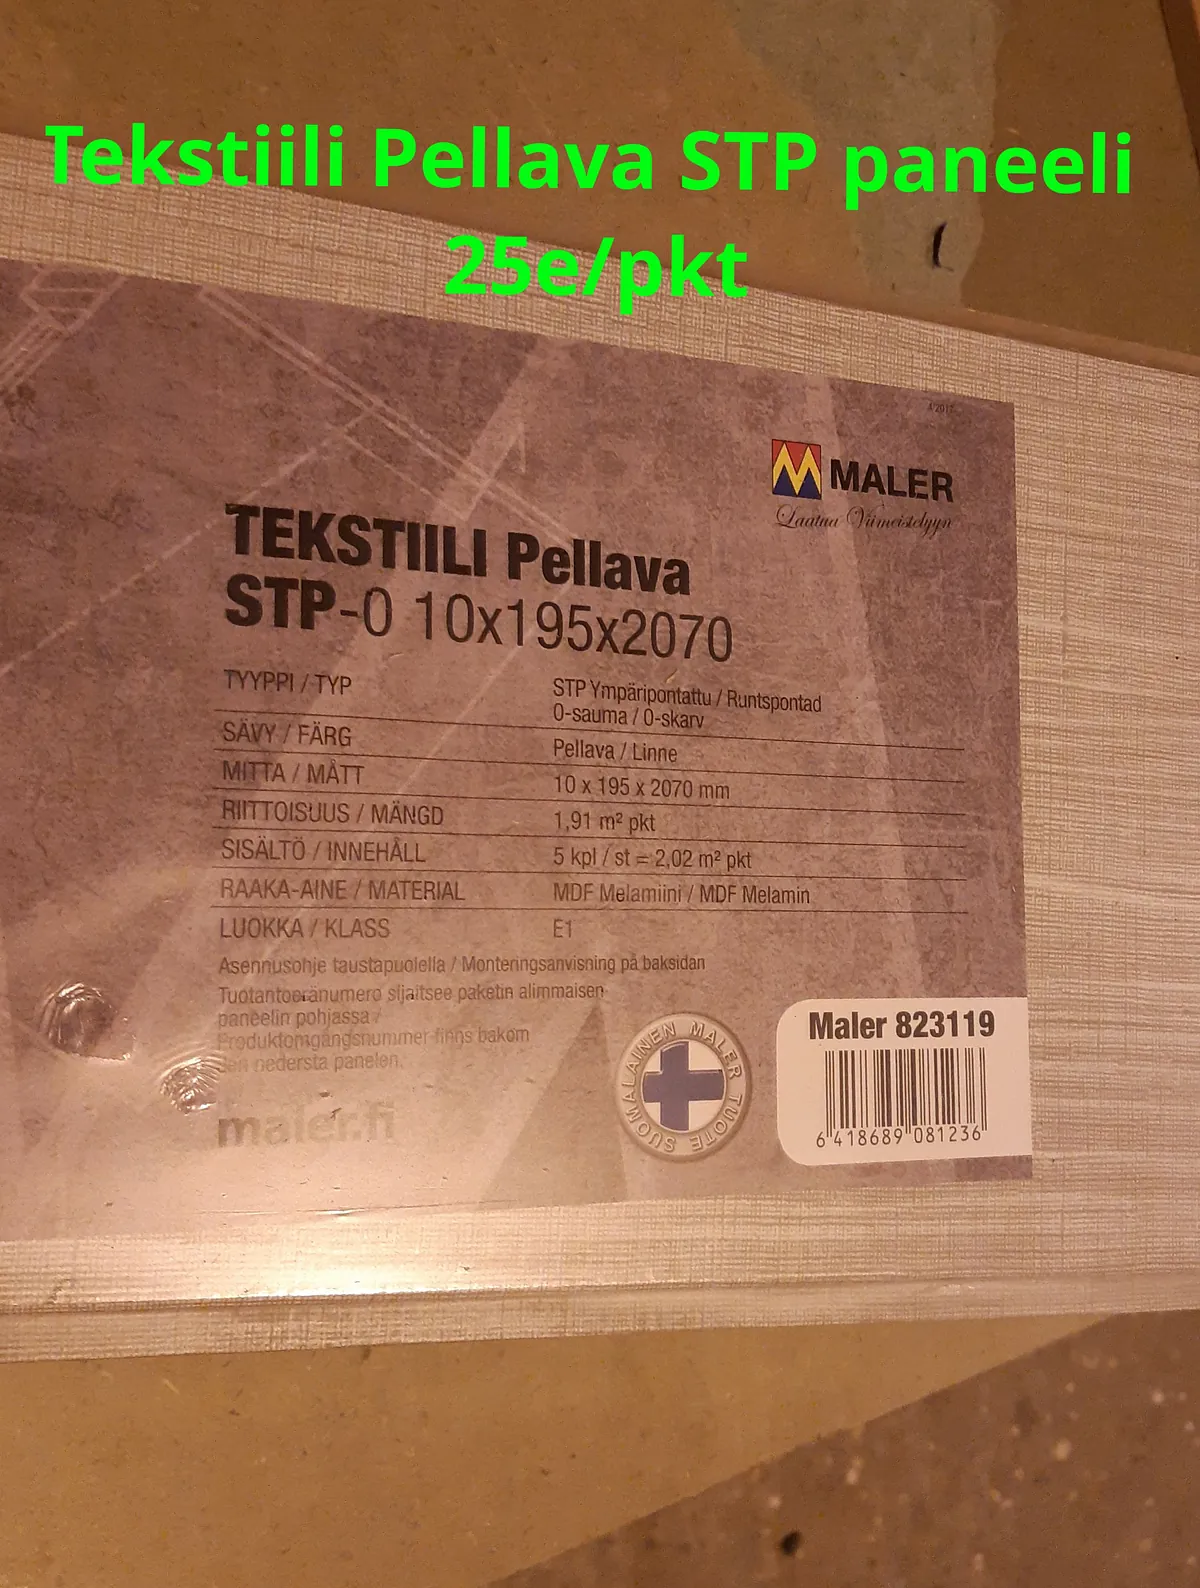 Tekstiili Pellava STP paneeli
25e/pkt
A'2017
MALER
Laatua Viimeistelyyn
TEKSTIILI Pellava
STP-0 10x195x2070
TYYPPI / TYP
STP Ympäripontattu / Runtspontad
0-sauma / 0-skarv
SÄVY / FÄRG
Pellava / Linne
MITTA / MÅTT
10 x 195 x 2070 mm
RIITTOISUUS / MÄNGD
1,91 m² pkt
SISÄLTÖ / INNEHÅLL
5 kpl / st = 2,02 m² pkt
RAAKA-AINE / MATERIAL
MDF Melamiini / MDF Melamin
LUOKKA / KLASS
E1
Asennusohje taustapuolella / Monteringsanvisning på baksidan
Tuotantoeränumero sijaitsee paketin alimmaisen
paneelin pohjassa /
Produktomgångsnummer finns bakom
den nedersta panelen.
maler.fi
SUOMALAINEN MALER TUOTE
Maler 823119
6 418689 081236